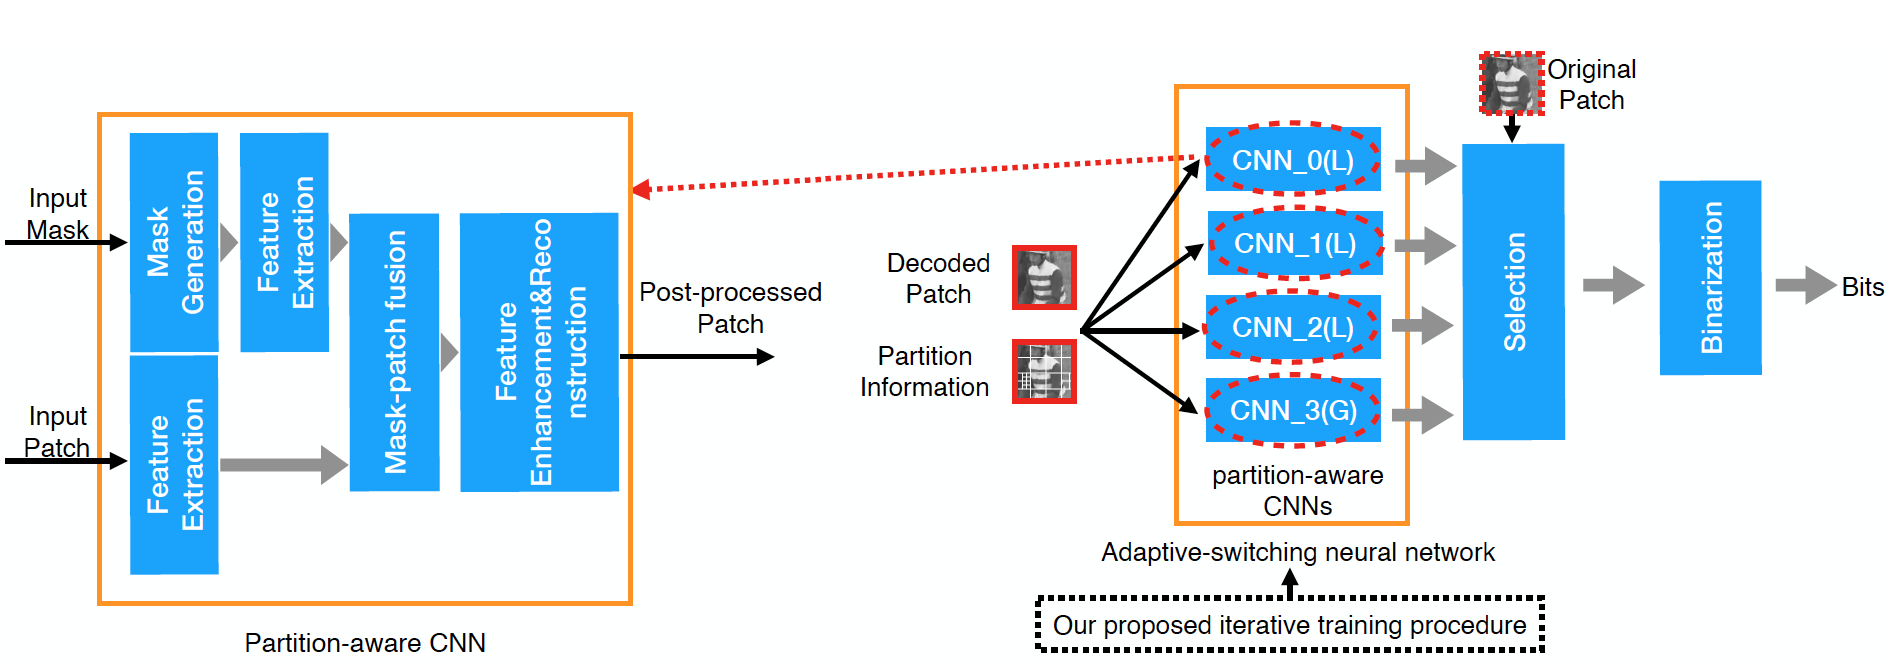 Input
Mask
Input
Patch
Mask
Generation
Feature
Extraction
Feature
Extraction
Mask-patch fusion
Feature
Enhancement&Reco
nstruction
Post-processed
Patch
Partition-aware CNN
Decoded
Patch
Partition
Information
CNN_0(L)
CNN_1(L)
CNN_2(L)
CNN_3(G)
partition-aware
CNNs
Adaptive-switching neural network
Our proposed iterative training procedure
Original
Patch
Selection
Binarization
Bits